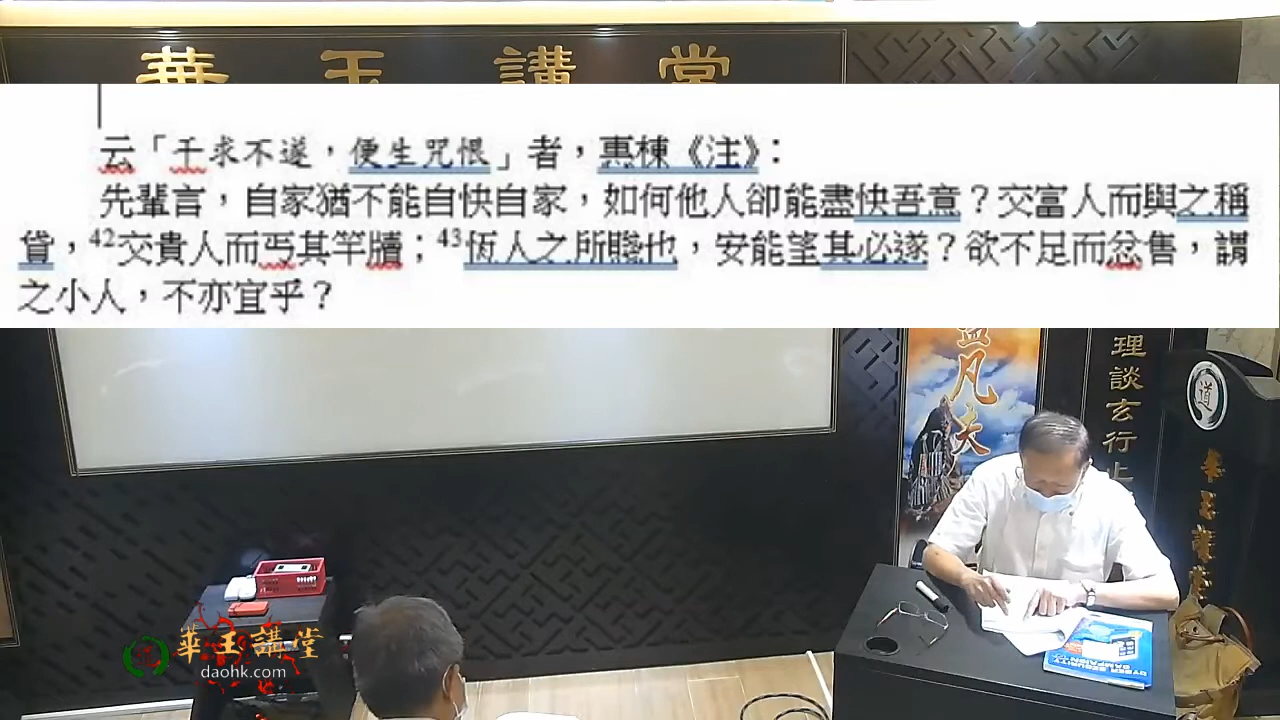 華玉講堂
云「干求不遂，便生咒恨」者，惠棟《注》：
先輩言，自家猶不能自快自家，如何他人卻能盡快吾意？交富人而與之稱
貸，42交貴人而丐其竿牘；43恆人之所賤也，安能望其必遂？欲不足而忿售，謂
之小人，不亦宜乎？
凡夫
理談玄行
道
華玉講堂
daohk.com